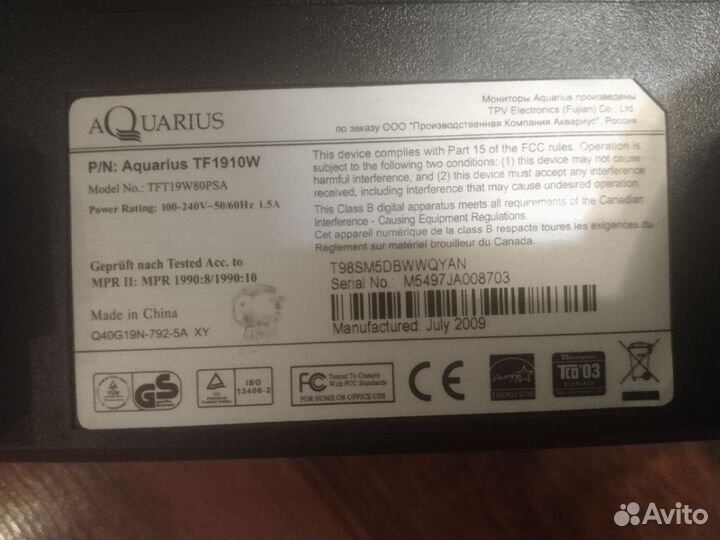 AQUARIUS
Мониторы Aquarius произведены
TPV Electronica (Fujian) Co., Ltd.
по заказу ООО "Производственная Компания Аквариус", Россия
P/N: Aquarius TF1910W
Model No.: TFT19W80PSA
Power Rating: 100-240V~50/60Hz 1.5A
This device complies with Part 15 of the FCC rules. Operation is
subject to the following two conditions: (1) this device may not cause
harmful interference, and (2) this device must accept any interference
received, including interference that may cause undesired operation.
This Class B digital apparatus meets all requirements of the Canadian
Interference - Causing Equipment Regulations.
Cet appareil numérique de la class B respecte toutes les exigences du
Règlement sur matériel brouilleur du Canada.
Geprüft nach Tested Acc. to
MPR II: MPR 1990:8/1990:10
T98SM5DBWWQYAN
Serial No.: M5497JA008703
Manufactured: July 2009
Made in China
Q40G19N-792-5A XY
TÜV
GS
ISO
13406-2
FC
Tested To Comply
With FCC Standards
FOR HOME OR OFFICE USE
CE
energy
ENERGY STAR
TCO'03
DISPLAYS
Avito